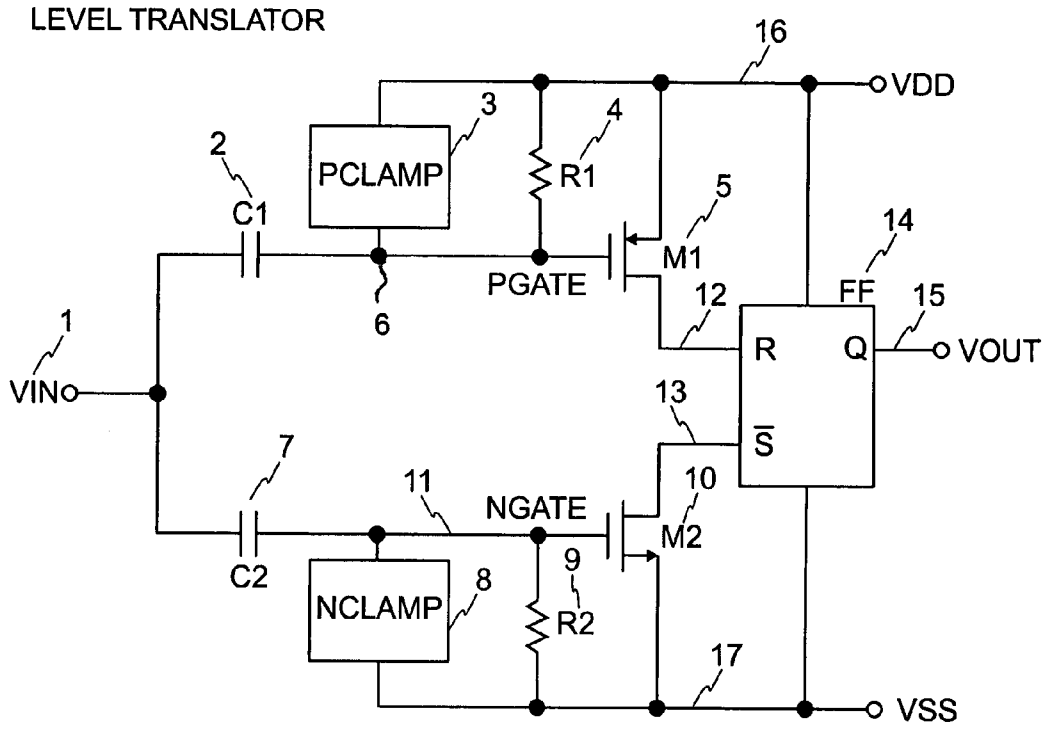 LEVEL TRANSLATOR
16
VDD
3
4
2
PCLAMP
R1
C1
5
M1
14
PGATE
FF
6
12
15
1
R
Q
VOUT
VIN
13
S̅
7
11
NGATE
10
M2
C2
9
NCLAMP
8
R2
17
VSS